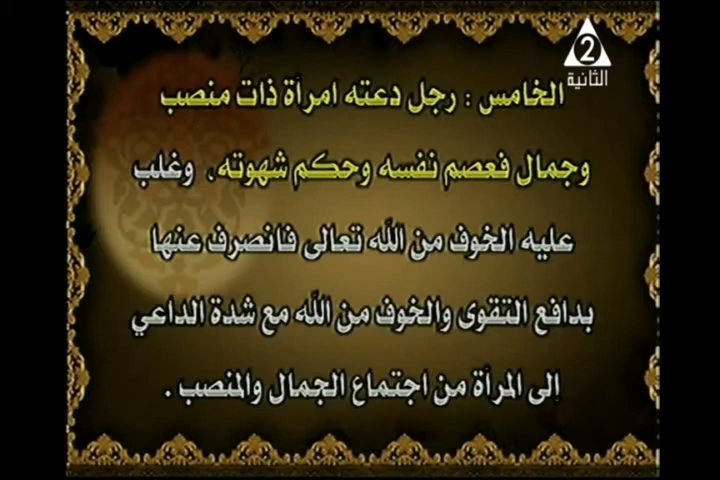 2
الثانية
الخامس : رجل دعته امرأة ذات منصب
وجمال فعصم نفسه وحكم شهوته، وغلب
عليه الخوف من الله تعالى فانصرف عنها
بدافع التقوى والخوف من الله مع شدة الداعي
إلى المرأة من اجتماع الجمال والمنصب .